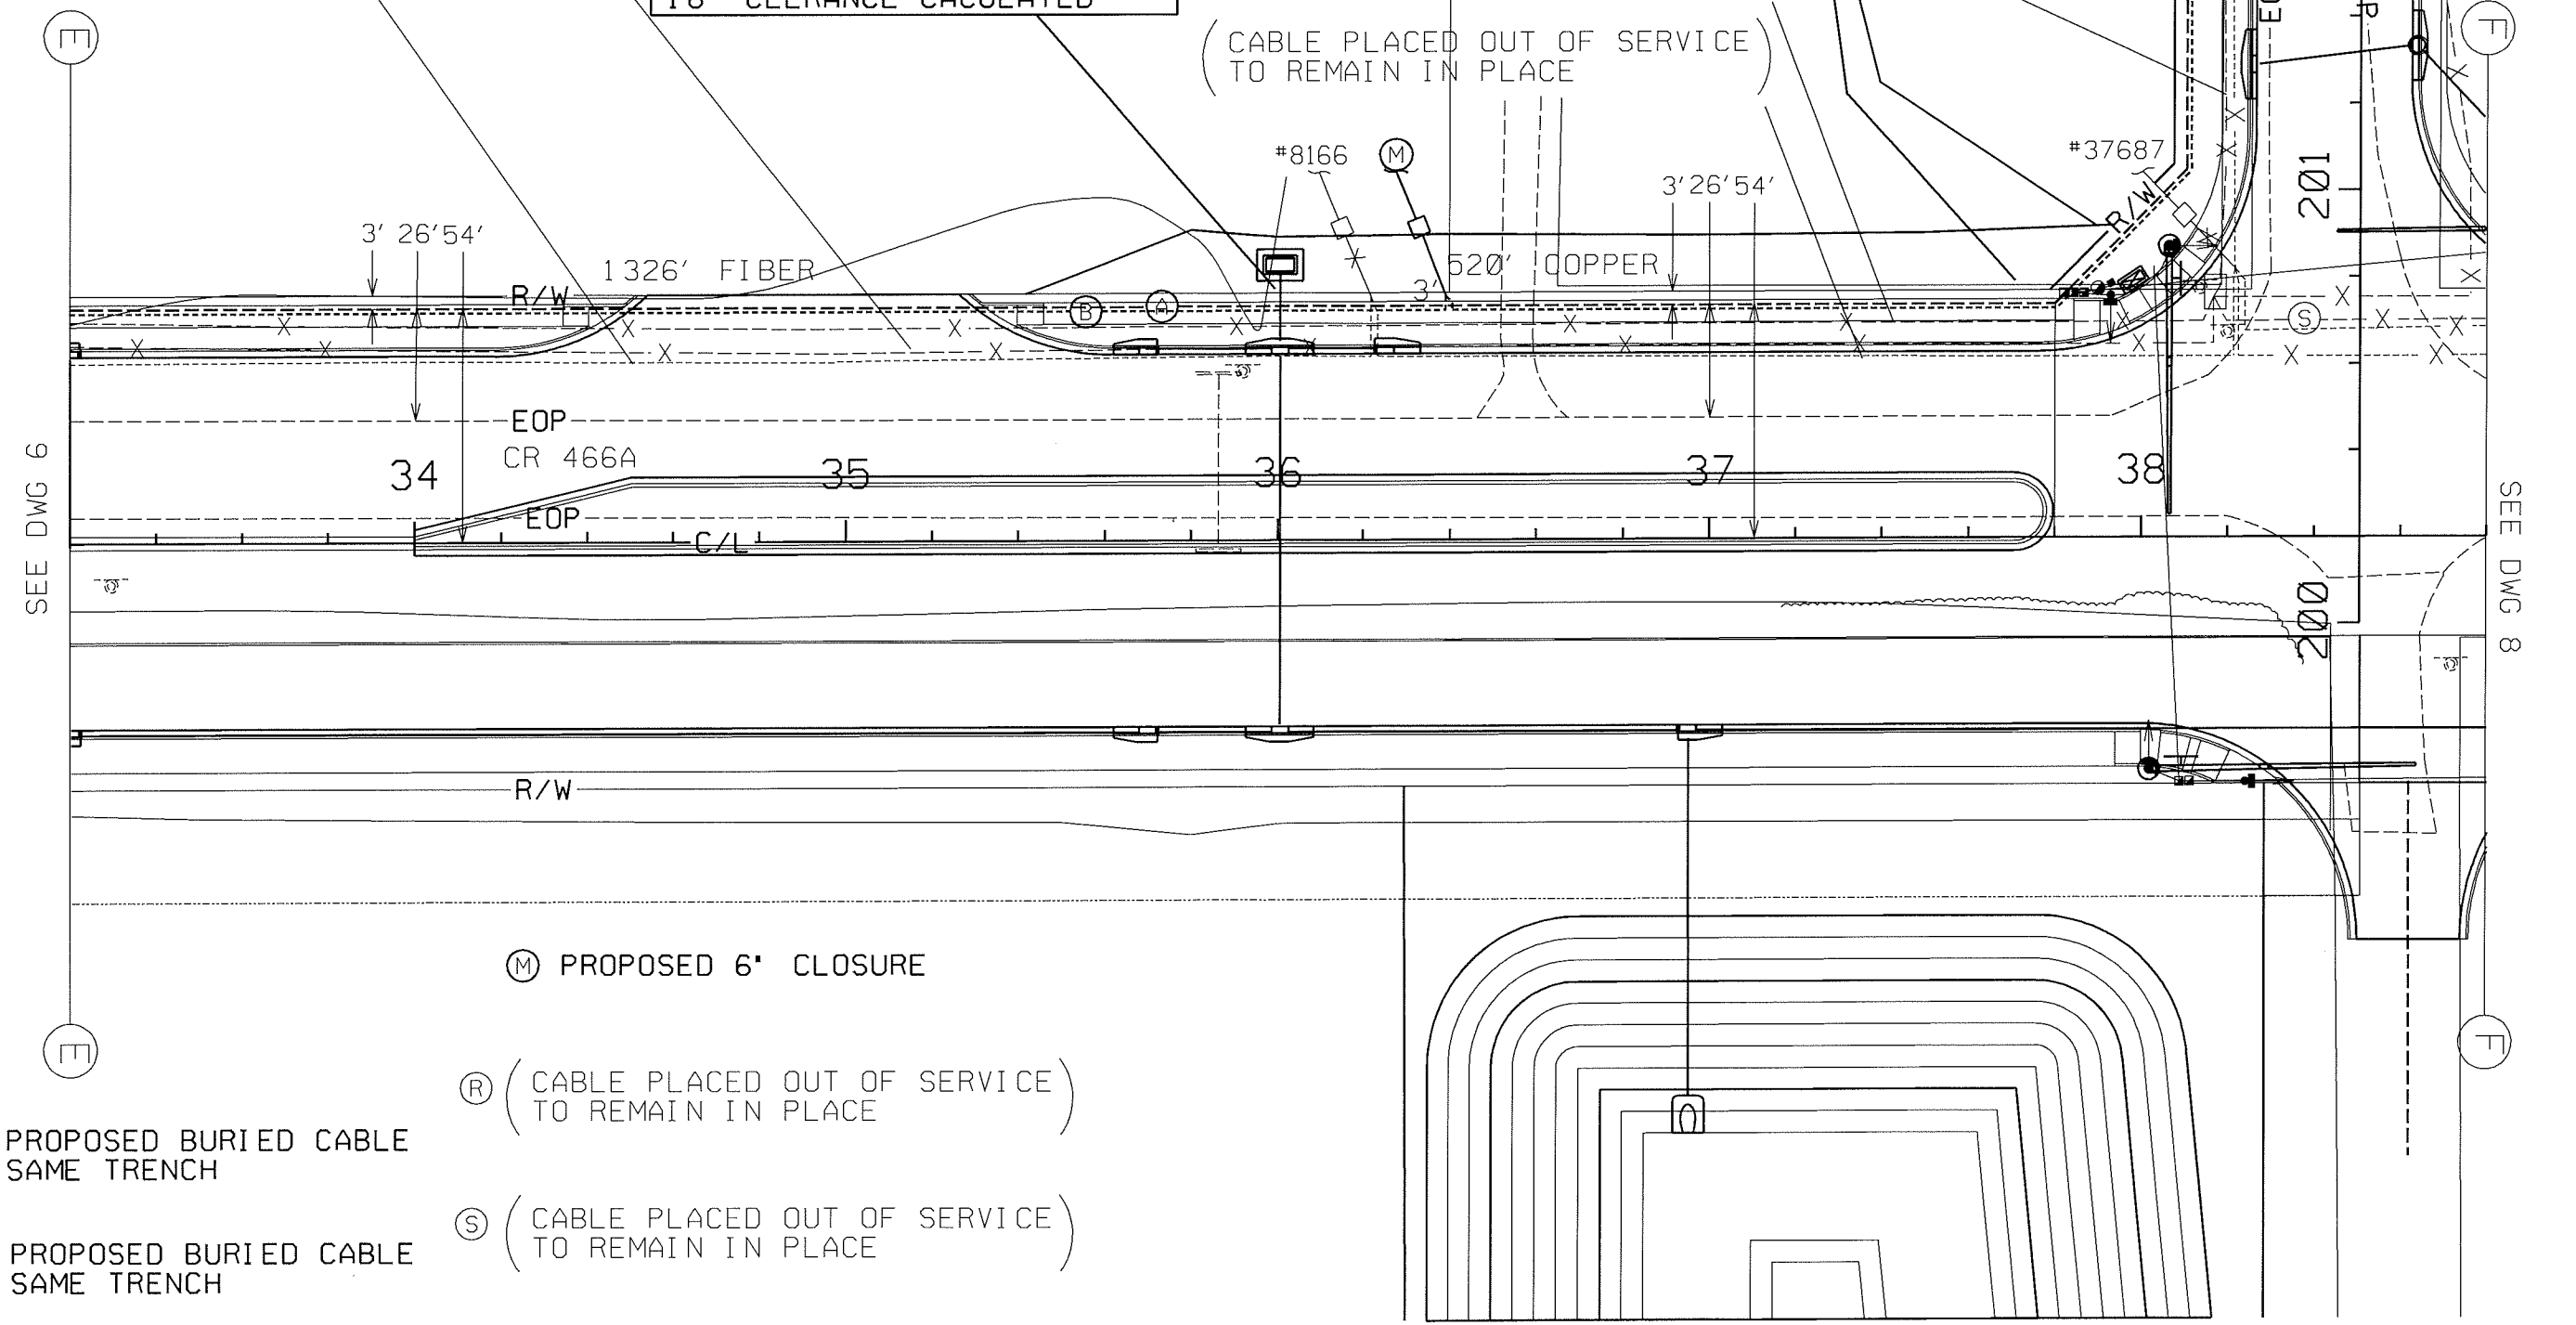 18" CLERANCE CACULATED
E
F
(CABLE PLACED OUT OF SERVICE
TO REMAIN IN PLACE)
#8166
M
#37687
3' 26'54'
3'26'54'
R/W
201
1326' FIBER
520' COPPER
3'
R/W
B
A
S
EOP
CR 466A
34
35
36
37
38
EOP
C/L
SEE DWG 6
SEE DWG 8
200
R/W
M PROPOSED 6" CLOSURE
E
F
R (CABLE PLACED OUT OF SERVICE
TO REMAIN IN PLACE)
PROPOSED BURIED CABLE
SAME TRENCH
S (CABLE PLACED OUT OF SERVICE
TO REMAIN IN PLACE)
PROPOSED BURIED CABLE
SAME TRENCH